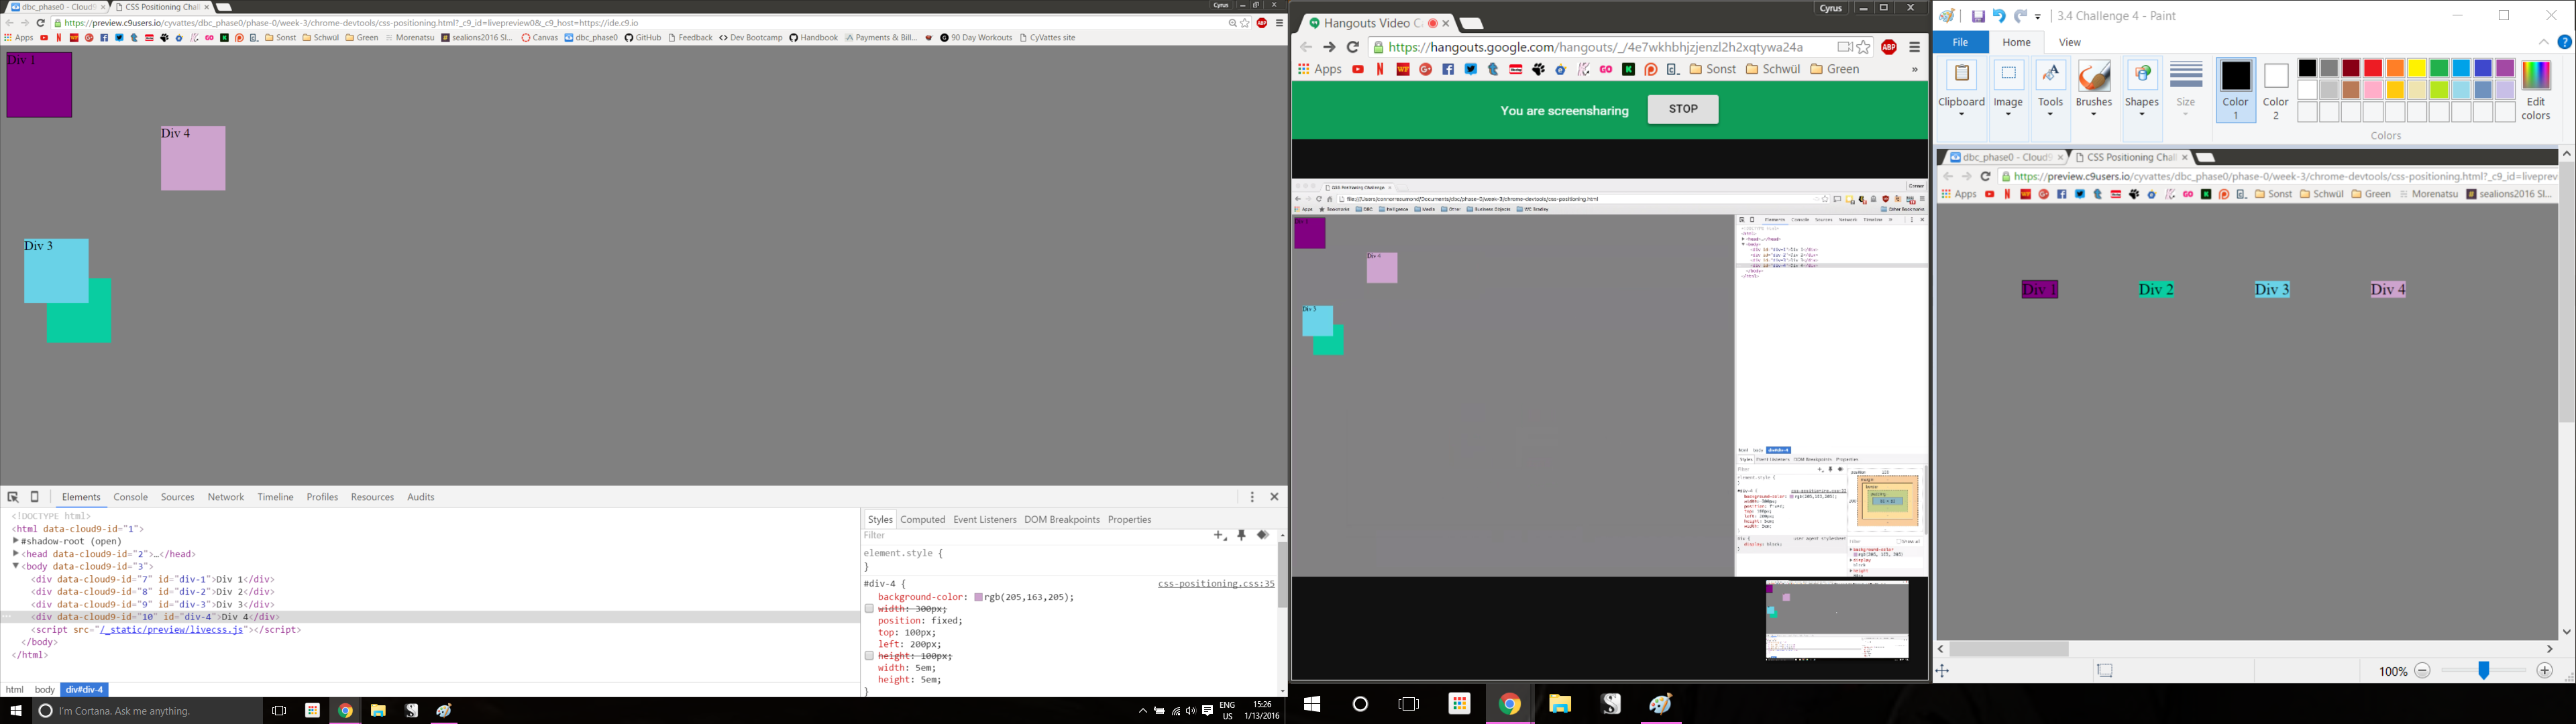 dbc_phase0 - Cloud9
CSS Positioning Chall
Cyrus
https://preview.c9users.io/cyvattes/dbc_phase0/phase-0/week-3/chrome-devtools/css-positioning.html?_c9_id=livepreview0&_c9_host=https://ide.c9.io
Apps
Sonst
Schwül
Green
Morenatsu
sealions2016 Sl...
Canvas
dbc_phase0
GitHub
Feedback
Dev Bootcamp
Handbook
Payments & Bill...
90 Day Workouts
CyVattes site
Div 1
Div 4
Div 3
Elements
Console
Sources
Network
Timeline
Profiles
Resources
Audits
<!DOCTYPE html>
<html data-cloud9-id="1">
#shadow-root (open)
<head data-cloud9-id="2">…</head>
<body data-cloud9-id="3">
<div data-cloud9-id="7" id="div-1">Div 1</div>
<div data-cloud9-id="8" id="div-2">Div 2</div>
<div data-cloud9-id="9" id="div-3">Div 3</div>
<div data-cloud9-id="10" id="div-4">Div 4</div>
<script src="/_static/preview/livecss.js"></script>
</body>
</html>
html body div#div-4
Styles
Computed
Event Listeners
DOM Breakpoints
Properties
Filter
element.style {
}
#div-4 {
css-positioning.css:35
background-color: rgb(205,163,205);
width: 300px;
position: fixed;
top: 100px;
left: 200px;
height: 100px;
width: 5em;
height: 5em;
}
I'm Cortana. Ask me anything.
ENG
US
15:26
1/13/2016
Hangouts Video C
Cyrus
https://hangouts.google.com/hangouts/_/4e7wkhbhjzjenzl2h2xqtywa24a
Apps
Sonst
Schwül
Green
You are screensharing
STOP
CSS Positioning Challenge
Div 4
Div 3
3.4 Challenge 4 - Paint
File
Home
View
Clipboard
Image
Tools
Brushes
Shapes
Size
Color
1
Color
2
Edit
colors
Colors
dbc_phase0 - Cloud9
CSS Positioning Chall
https://preview.c9users.io/cyvattes/dbc_phase0/phase-0/week-3/chrome-devtools/css-positioning.html?_c9_id=liveprev
Apps
Sonst
Schwül
Green
Morenatsu
sealions2016 Sl...
Div 1
Div 2
Div 3
Div 4
100%